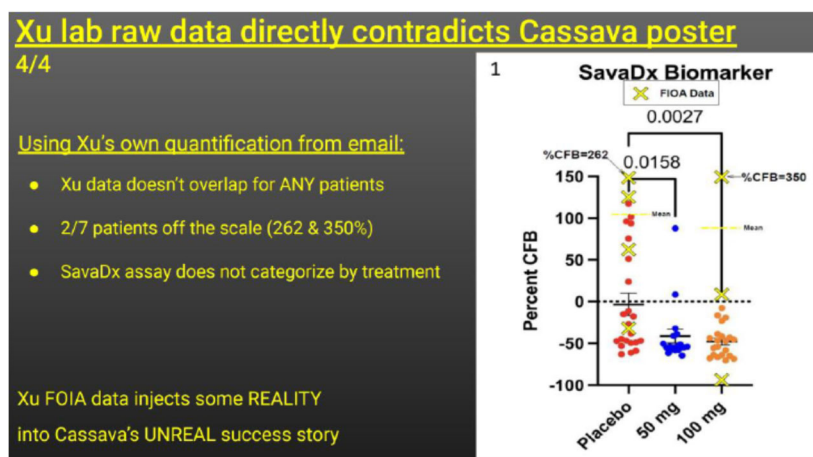 Xu lab raw data directly contradicts Cassava poster
4/4
Using Xu's own quantification from email:
● Xu data doesn't overlap for ANY patients
● 2/7 patients off the scale (262 & 350%)
● SavaDx assay does not categorize by treatment
Xu FOIA data injects some REALITY
into Cassava's UNREAL success story
1
SavaDx Biomarker
FIOA Data
0.0027
%CFB=262
0.0158
%CFB=350
Mean
Mean
Percent CFB
150
100
50
0
-50
-100
Placebo
50 mg
100 mg